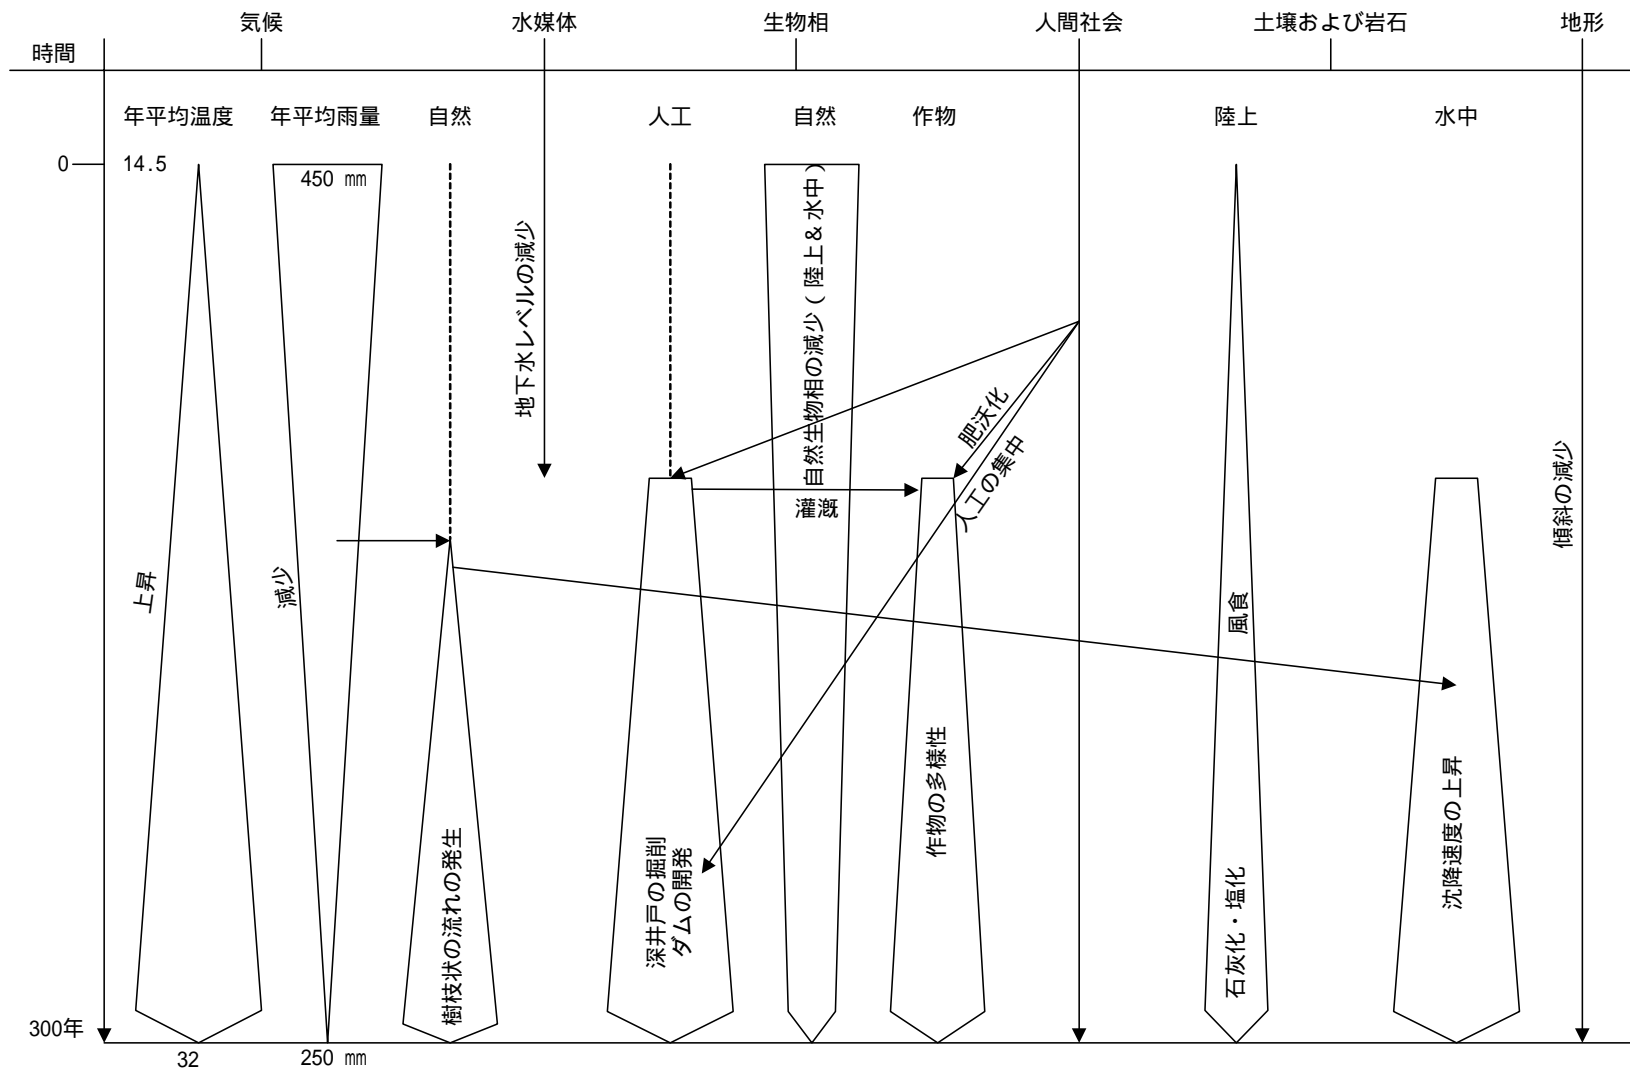 気候
水媒体
生物相
人間社会
土壌および岩石
地形
時間
年平均温度
年平均雨量
自然
人工
自然
作物
陸上
水中
0
14.5
450 ㎜
地下水レベルの減少
自然生物相の減少(陸上&水中)
肥沃化
人工の集中
灌漑
傾斜の減少
上昇
減少
風食
樹枝状の流れの発生
深井戸の掘削
ダムの開発
作物の多様性
石灰化・塩化
沈降速度の上昇
300年
32
250 ㎜